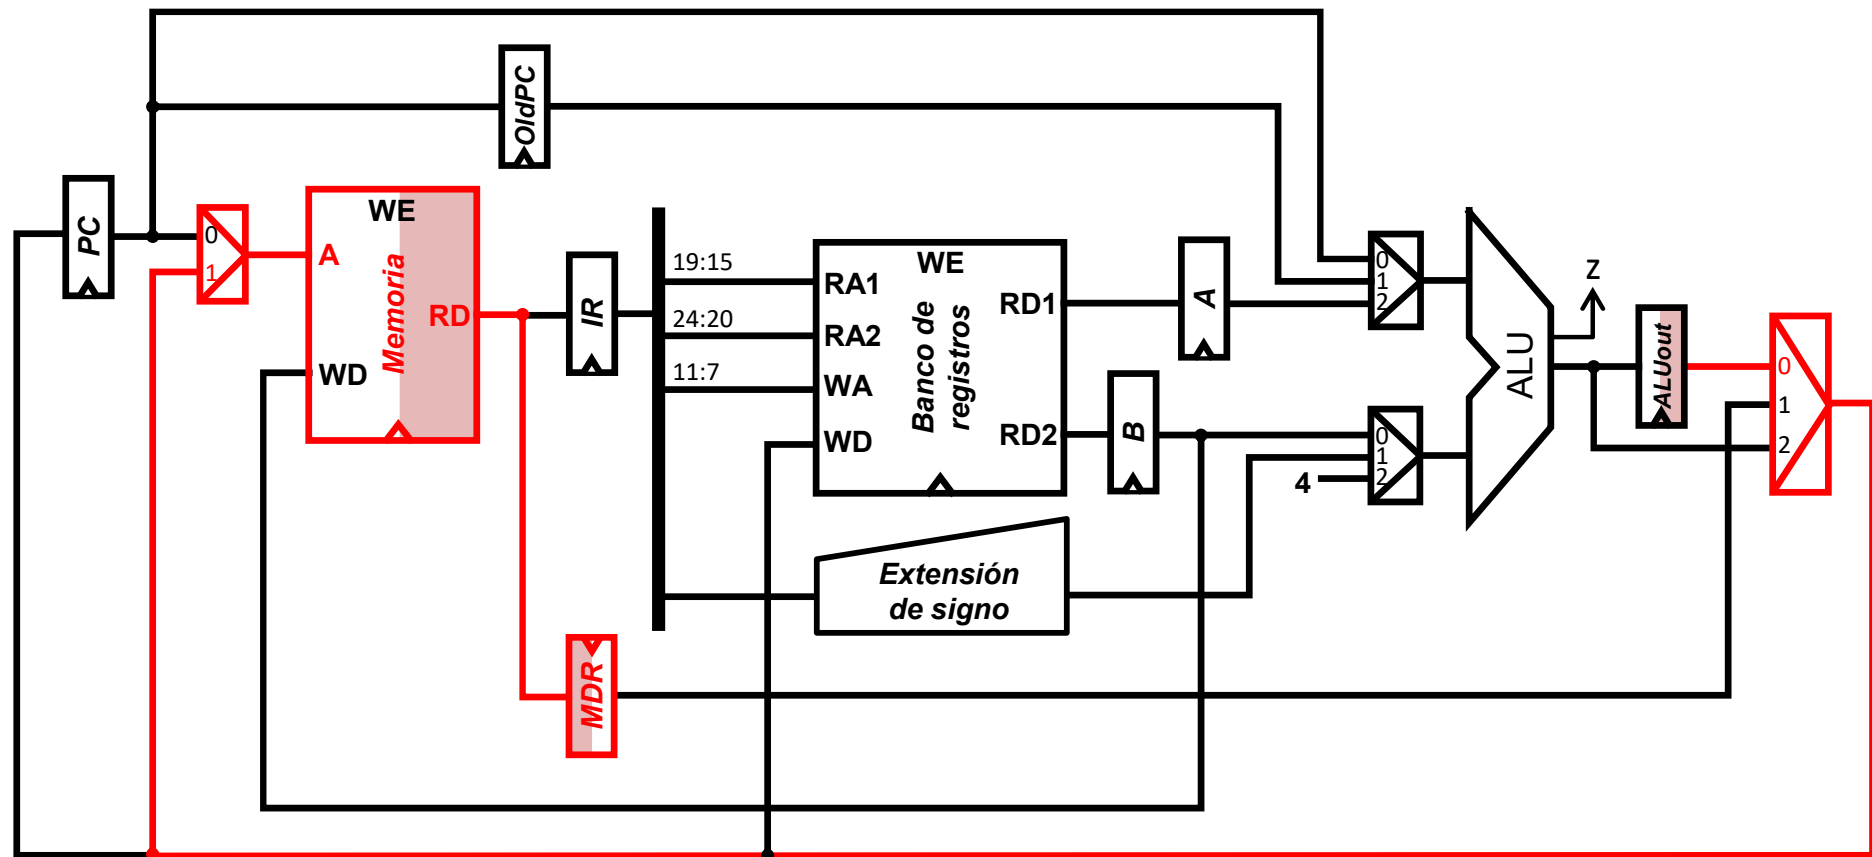 OldPC
PC
0
1
WE
A
Memoria
RD
WD
IR
19:15
24:20
11:7
RA1
RA2
WA
WD
WE
Banco de
registros
RD1
RD2
A
B
0
1
2
0
1
2
4
Extensión
de signo
MDR
ALU
Z
ALUout
0
1
2